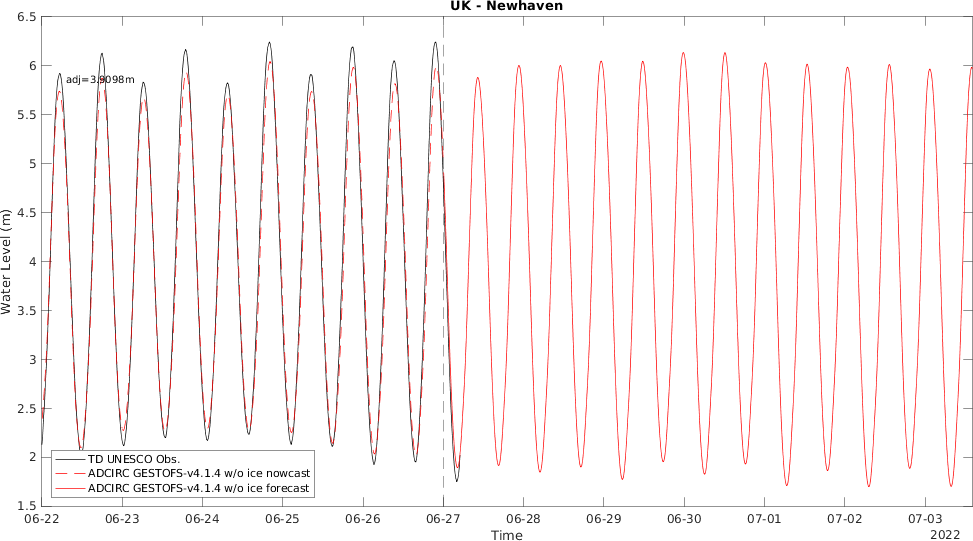 UK - Newhaven
6.5
6
5.5
5
4.5
4
3.5
3
2.5
2
1.5
Water Level (m)
adj=3.9098m
TD UNESCO Obs.
ADCIRC GESTOFS-v4.1.4 w/o ice nowcast
ADCIRC GESTOFS-v4.1.4 w/o ice forecast
06-22 06-23 06-24 06-25 06-26 06-27 06-28 06-29 06-30 07-01 07-02 07-03
Time
2022